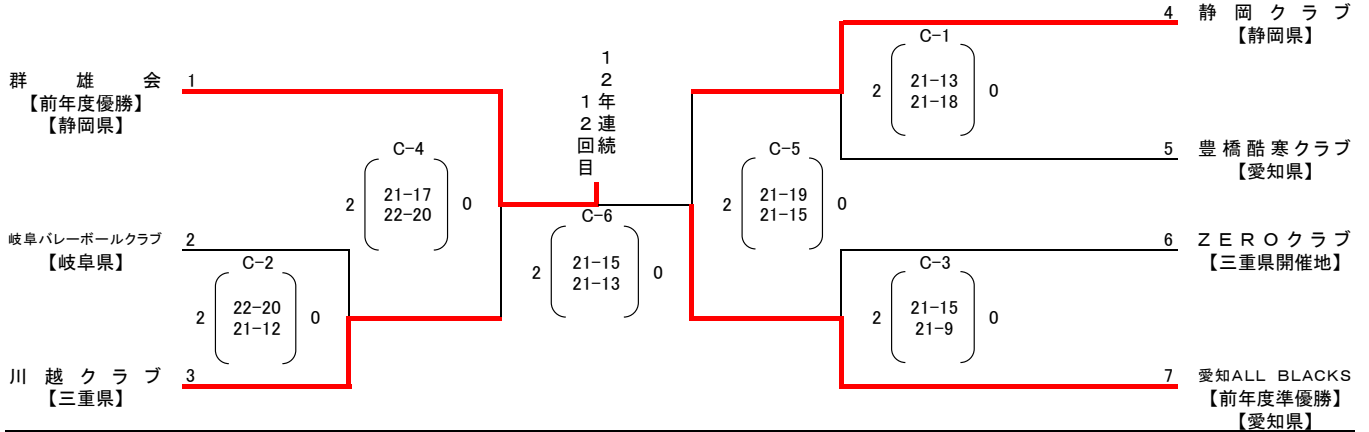 群雄会 1
【前年度優勝】
【静岡県】
岐阜バレーボールクラブ 2
【岐阜県】
川越クラブ 3
【三重県】
C-2
2 22-20 0
21-12
C-4
2 21-17 0
22-20
12年連続
12回目
C-6
2 21-15 0
21-13
C-5
2 21-19 0
21-15
C-1
2 21-13 0
21-18
C-3
2 21-15 0
21-9
4 静岡クラブ
【静岡県】
5 豊橋酷寒クラブ
【愛知県】
6 ZEROクラブ
【三重県開催地】
7 愛知ALL BLACKS
【前年度準優勝】
【愛知県】